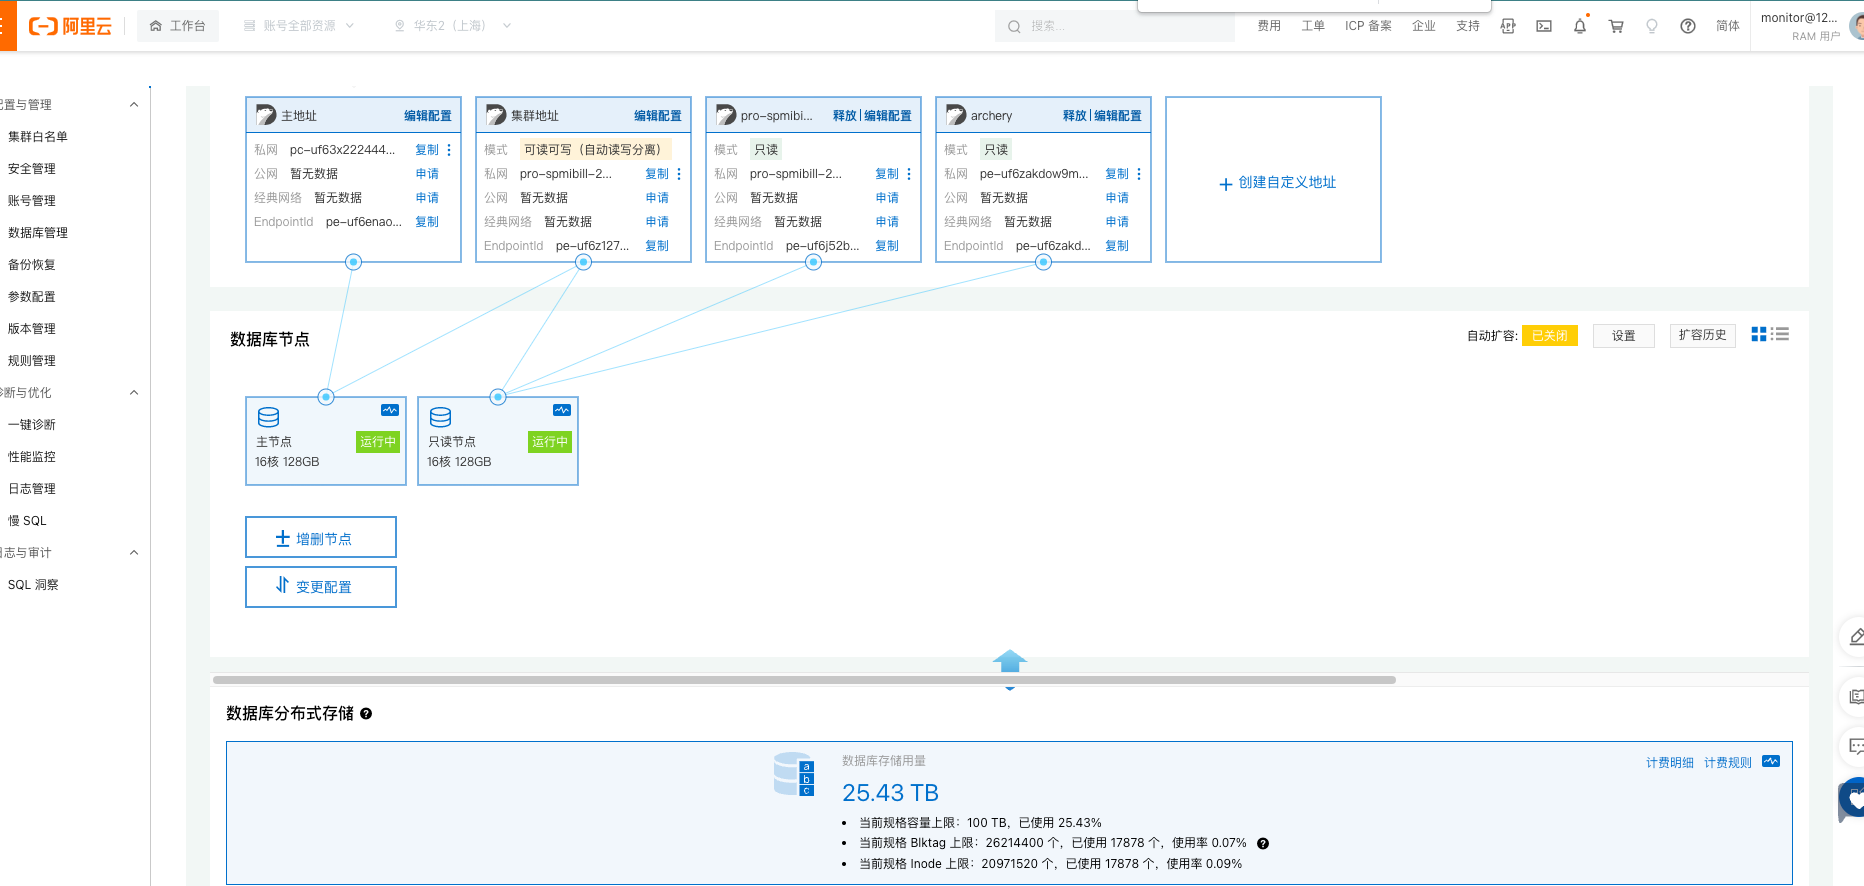 阿里云
工作台
账号全部资源
华东2（上海）
搜索...
费用
工单
ICP 备案
企业
支持
简体
monitor@12...
RAM 用户
置与管理
集群白名单
安全管理
账号管理
数据库管理
备份恢复
参数配置
版本管理
规则管理
断与优化
一键诊断
性能监控
日志管理
慢 SQL
志与审计
SQL 洞察
主地址 编辑配置
私网 pc-uf63x222444... 复制
公网 暂无数据 申请
经典网络 暂无数据 申请
EndpointId pe-uf6enao... 复制
集群地址 编辑配置
模式 可读可写（自动读写分离）
私网 pro-spmibill-2... 复制
公网 暂无数据 申请
经典网络 暂无数据 申请
EndpointId pe-uf6z127... 复制
pro-spmibi... 释放|编辑配置
模式 只读
私网 pro-spmibill-2... 复制
公网 暂无数据 申请
经典网络 暂无数据 申请
EndpointId pe-uf6j52b... 复制
archery 释放|编辑配置
模式 只读
私网 pe-uf6zakdow9m... 复制
公网 暂无数据 申请
经典网络 暂无数据 申请
EndpointId pe-uf6zakd... 复制
创建自定义地址
数据库节点
自动扩容: 已关闭 设置 扩容历史
主节点 运行中
16核 128GB
只读节点 运行中
16核 128GB
增删节点
变更配置
数据库分布式存储
a
b
c
数据库存储用量
计费明细 计费规则
25.43 TB
• 当前规格容量上限：100 TB，已使用 25.43%
• 当前规格 Blktag 上限：26214400 个，已使用 17878 个，使用率 0.07%
• 当前规格 Inode 上限：20971520 个，已使用 17878 个，使用率 0.09%